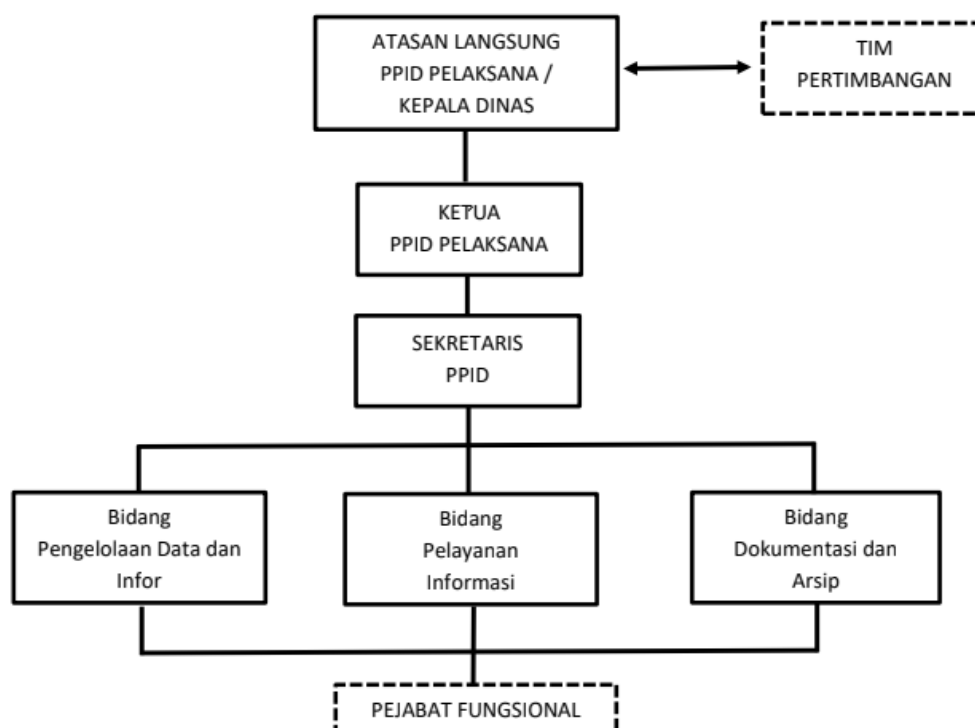 ATASAN LANGSUNG
PPID PELAKSANA /
KEPALA DINAS
TIM
PERTIMBANGAN
KETUA
PPID PELAKSANA
SEKRETARIS
PPID
Bidang
Pengelolaan Data dan
Infor
Bidang
Pelayanan
Informasi
Bidang
Dokumentasi dan
Arsip
PEJABAT FUNGSIONAL